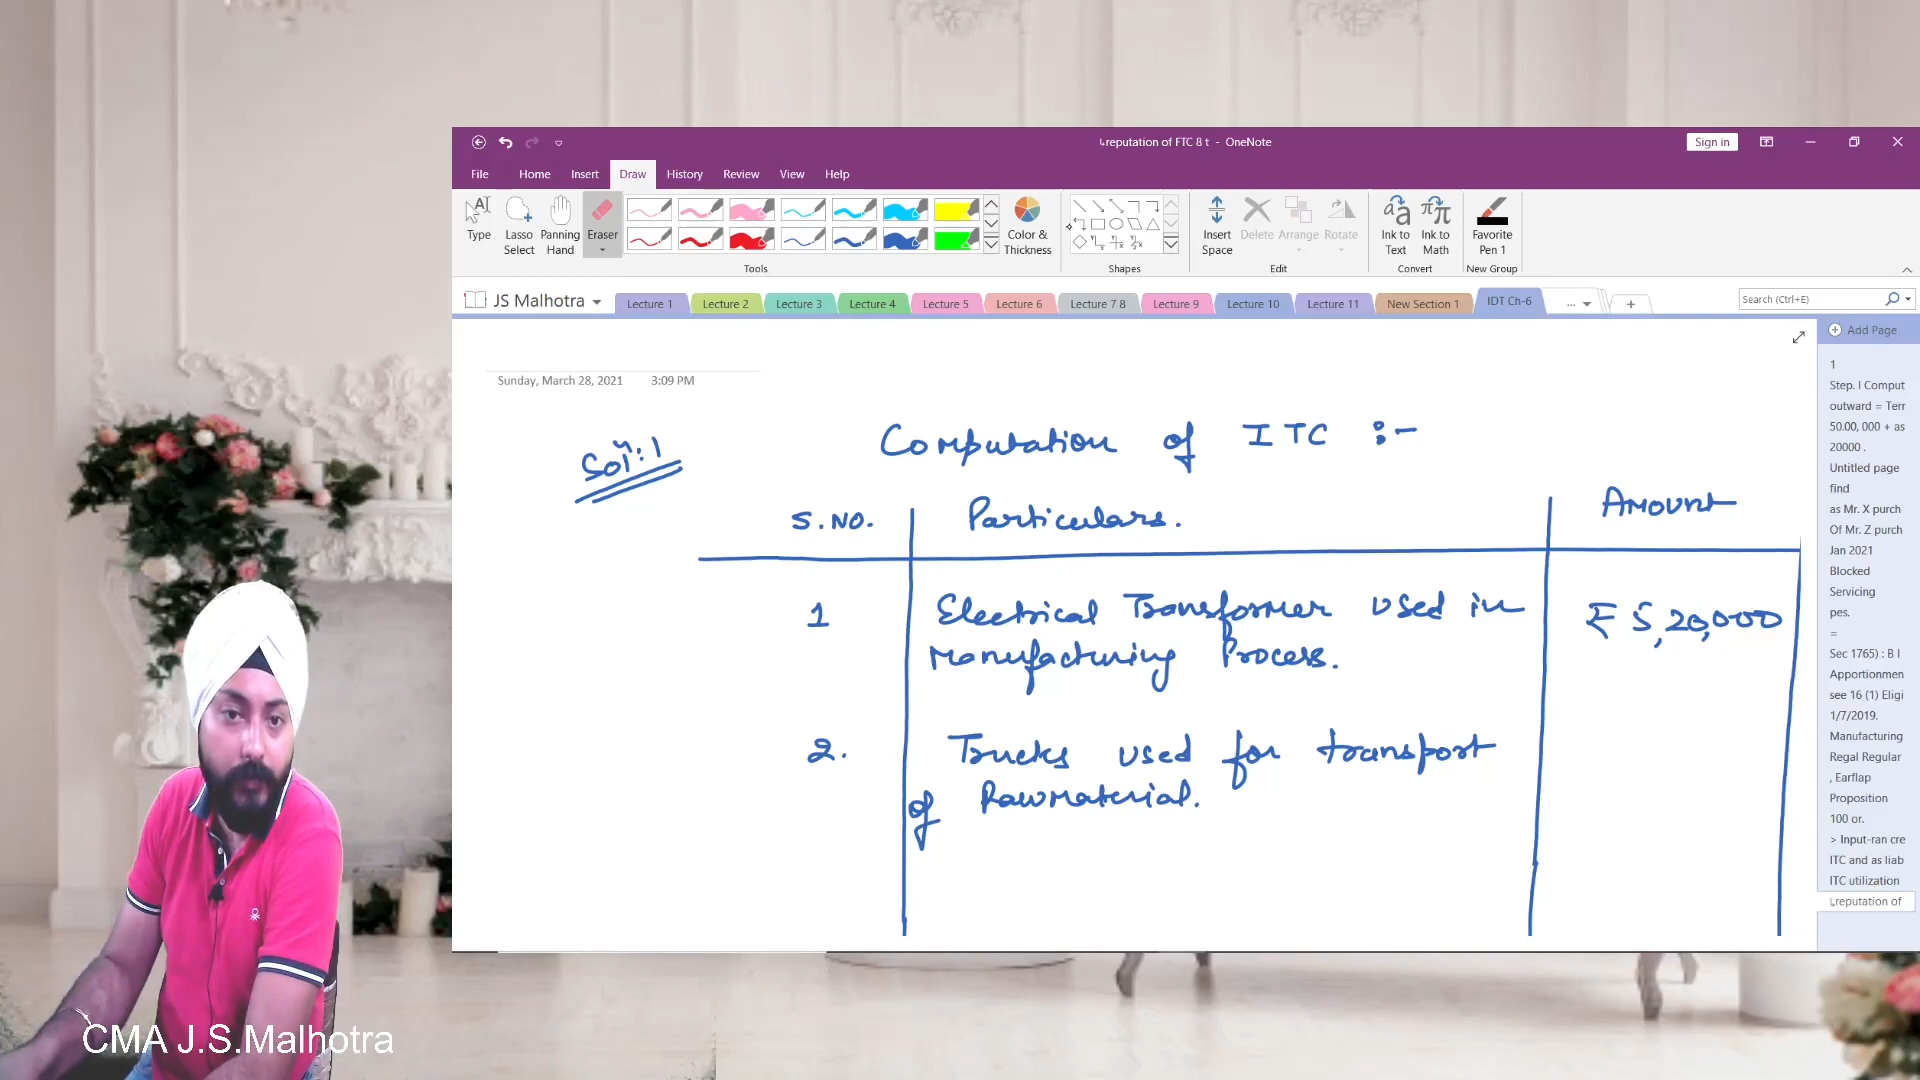 ↳reputation of FTC 8 t - OneNote
Sign in
File Home Insert Draw History Review View Help
Type
Lasso Select
Panning Hand
Eraser
Color & Thickness
Insert Space
Delete
Arrange
Rotate
Ink to Text
Ink to Math
Favorite Pen 1
Tools
Shapes
Edit
Convert
New Group
JS Malhotra
Lecture 1 Lecture 2 Lecture 3 Lecture 4 Lecture 5 Lecture 6 Lecture 7 8 Lecture 9 Lecture 10 Lecture 11 New Section 1 IDT Ch-6 ...
Search (Ctrl+E)
Add Page
Sunday, March 28, 2021 3:09 PM
Solⁿ:1
Computation of ITC :-
S.NO. Particulars. Amount
1 Electrical Transformer used in ₹ 5,20,000
Manufacturing Process.
2. Trucks used for transport
of Raw Material.
1
Step. I Comput
outward = Terr
50.00, 000 + as
20000 .
Untitled page
find
as Mr. X purch
Of Mr. Z purch
Jan 2021
Blocked
Servicing
pes.
=
Sec 1765) : B I
Apportionmen
see 16 (1) Eligi
1/7/2019.
Manufacturing
Regal Regular
, Earflap
Proposition
100 or.
> Input-ran cre
ITC and as liab
ITC utilization
↳reputation of
CMA J.S.Malhotra